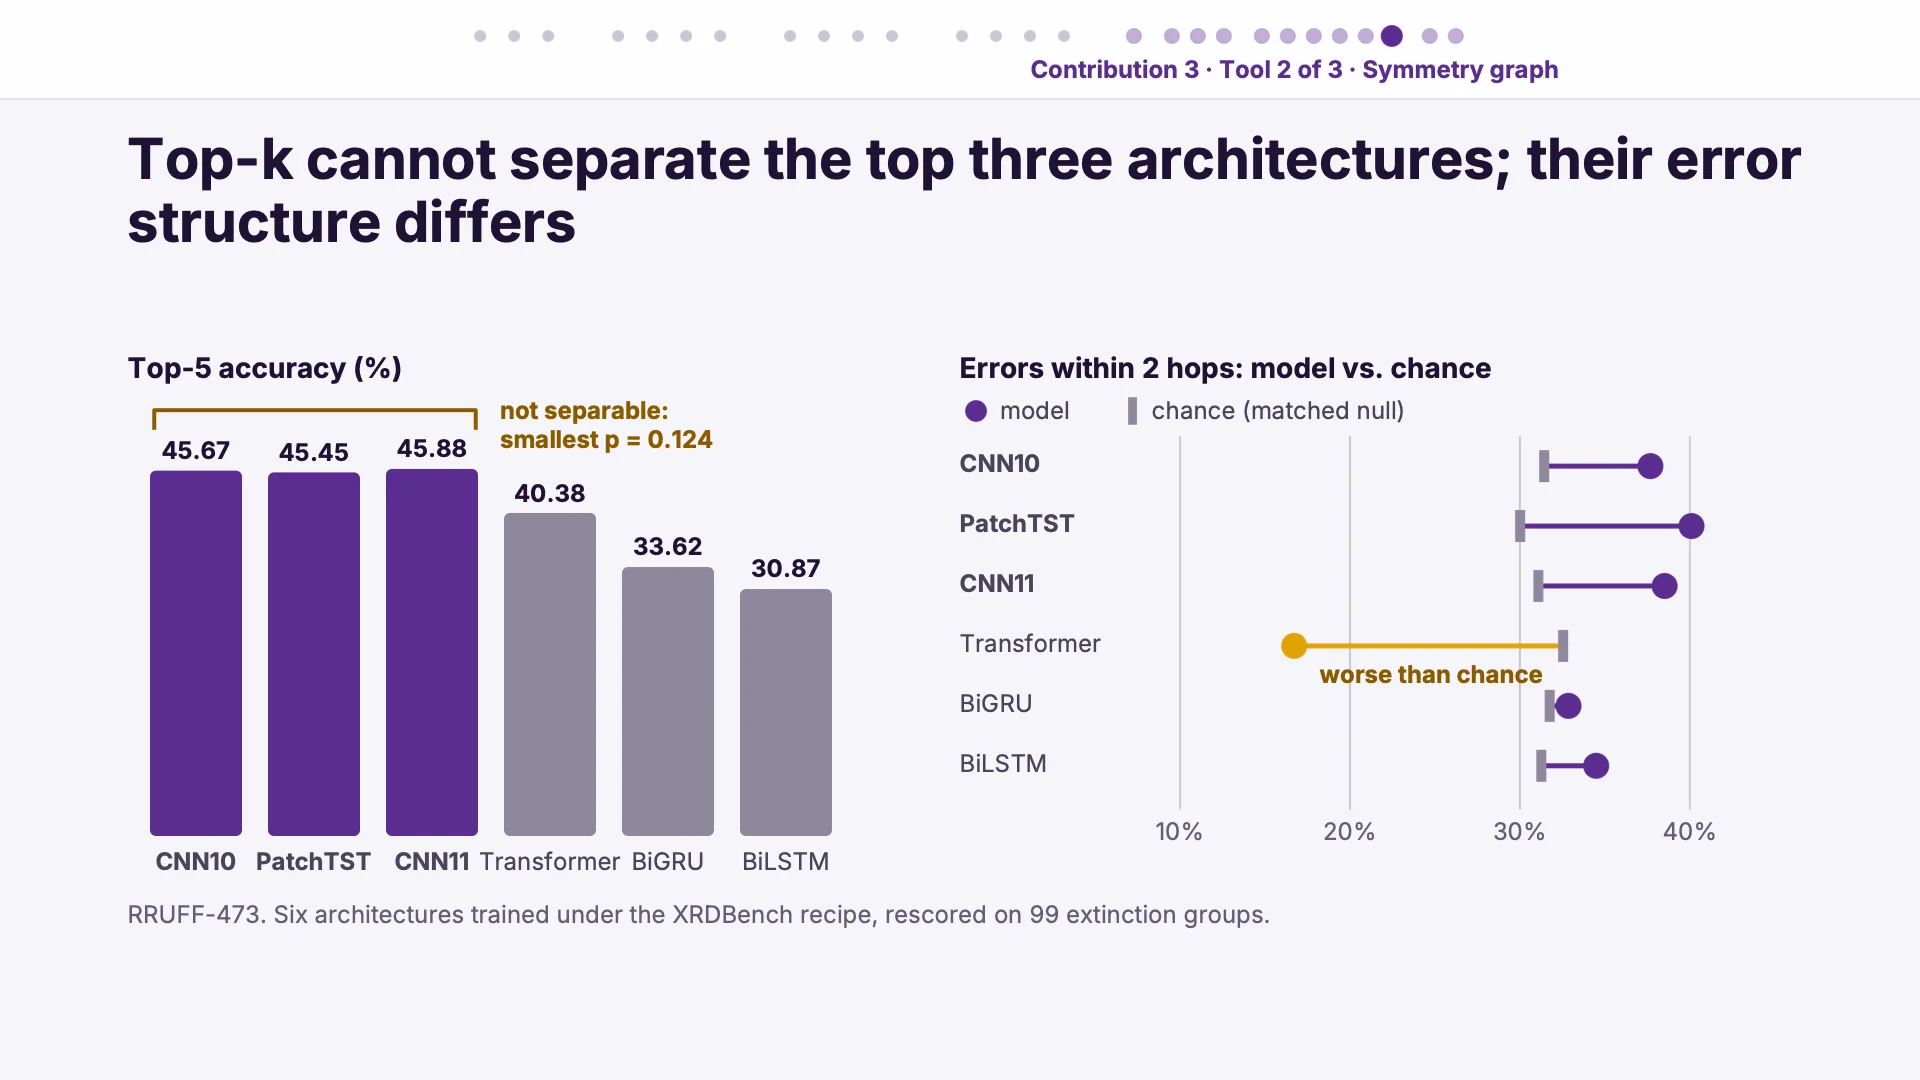 Contribution 3 · Tool 2 of 3 · Symmetry graph
Top-k cannot separate the top three architectures; their error
structure differs
Top-5 accuracy (%)
not separable:
smallest p = 0.124
45.67
45.45
45.88
40.38
33.62
30.87
CNN10
PatchTST
CNN11
Transformer
BiGRU
BiLSTM
Errors within 2 hops: model vs. chance
model
chance (matched null)
CNN10
PatchTST
CNN11
Transformer
worse than chance
BiGRU
BiLSTM
10%
20%
30%
40%
RRUFF-473. Six architectures trained under the XRDBench recipe, rescored on 99 extinction groups.